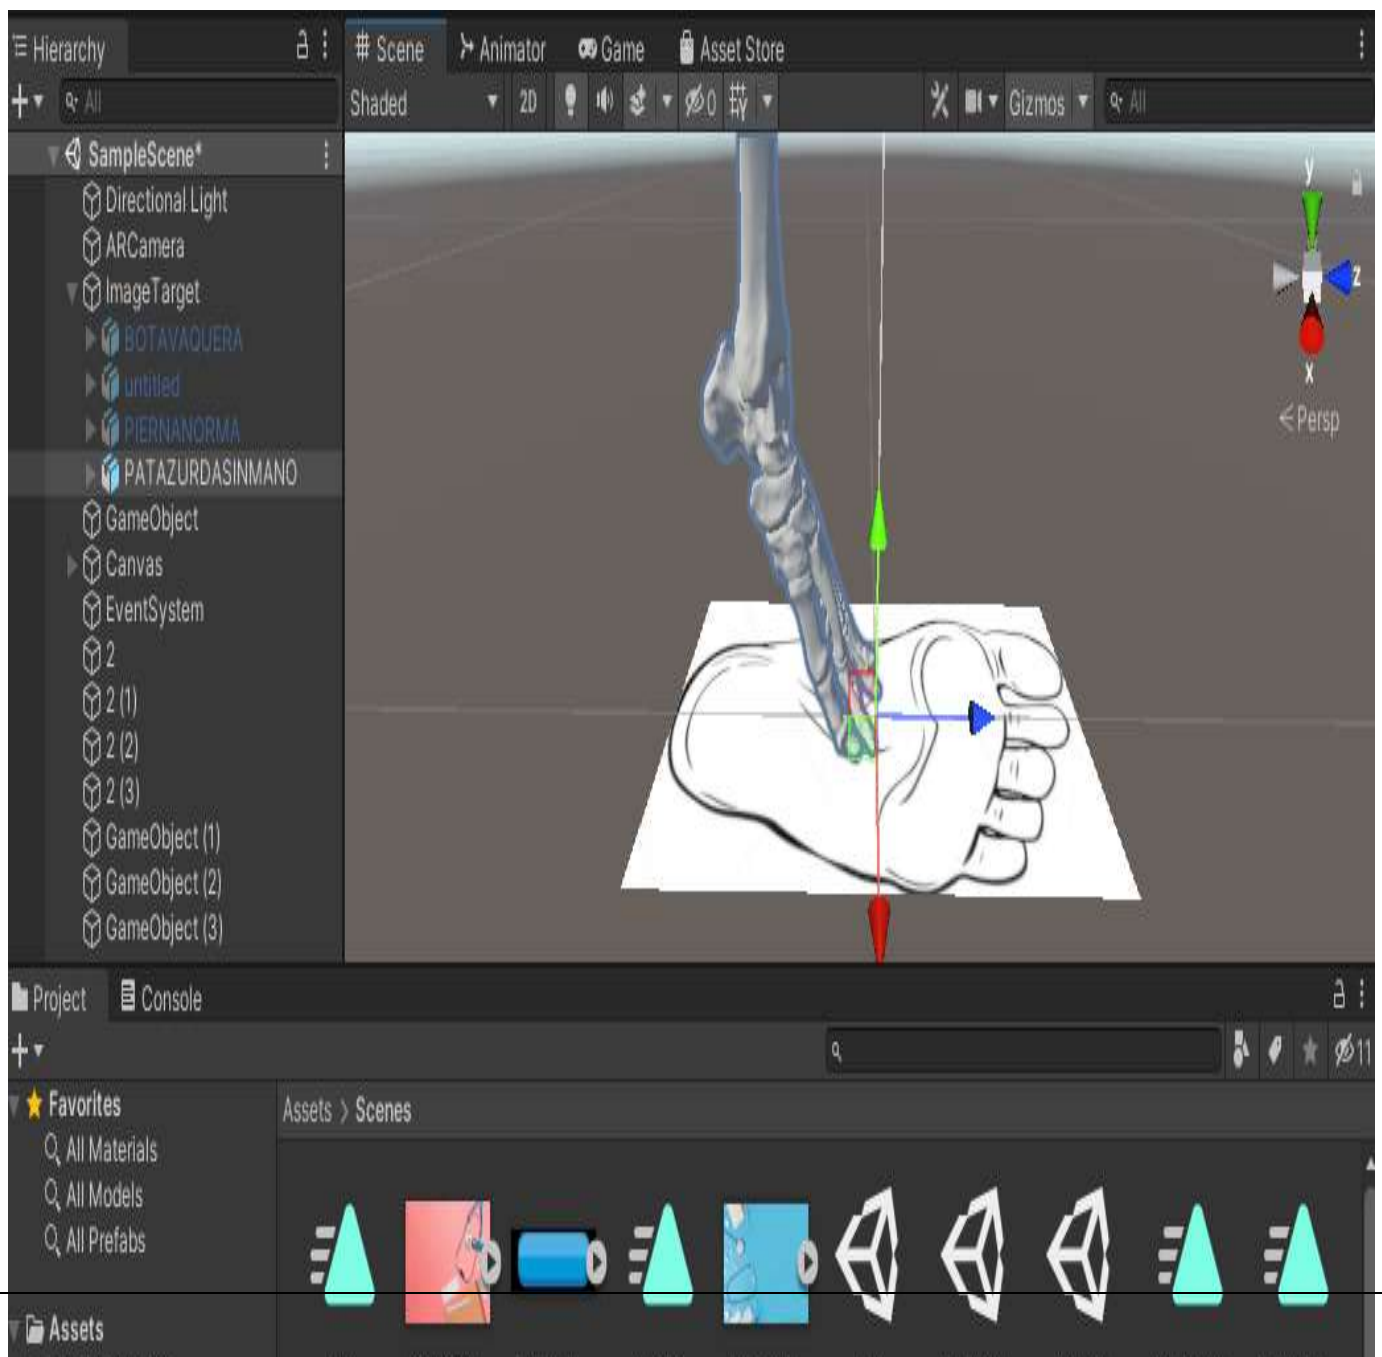 Hierarchy
All
SampleScene*
Directional Light
ARCamera
ImageTarget
BOTAVAQUERA
untitled
PIERNANORMA
PATAZURDASINMANO
GameObject
Canvas
EventSystem
2
2 (1)
2 (2)
2 (3)
GameObject (1)
GameObject (2)
GameObject (3)
Scene Animator Game Asset Store
Shaded 2D 0 Gizmos All
y
z
x
Persp
Project Console
11
Favorites
All Materials
All Models
All Prefabs
Assets
Assets > Scenes